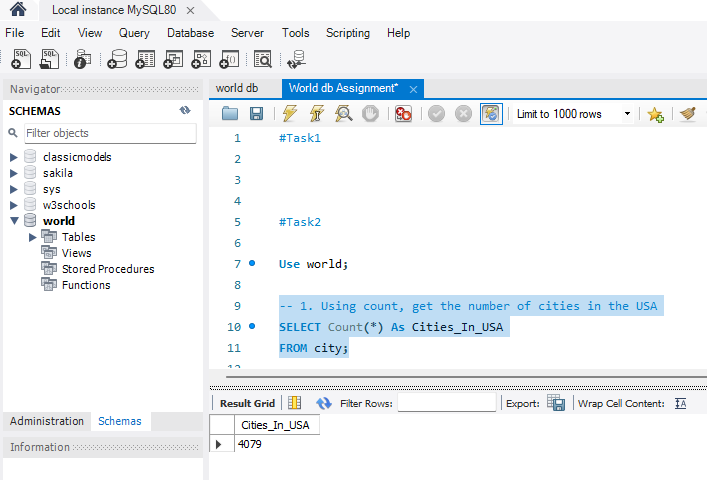 Local instance MySQL80
File Edit View Query Database Server Tools Scripting Help
Navigator
SCHEMAS
Filter objects
classicmodels
sakila
sys
w3schools
world
Tables
Views
Stored Procedures
Functions
Administration Schemas
Information
world db World db Assignment*
Limit to 1000 rows
1 #Task1
2
3
4
5 #Task2
6
7 Use world;
8
9 -- 1. Using count, get the number of cities in the USA
10 SELECT Count(*) As Cities_In_USA
11 FROM city;
Result Grid Filter Rows: Export: Wrap Cell Content:
Cities_In_USA
4079